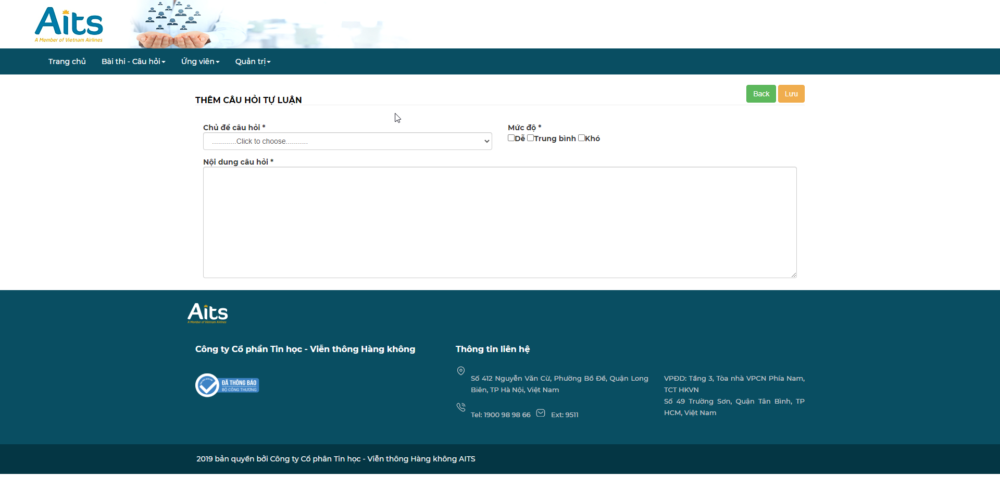 Aits
A Member of Vietnam Airlines
Trang chủ Bài thi - Câu hỏi Ứng viên Quản trị
Back Lưu
THÊM CÂU HỎI TỰ LUẬN
Chủ đề câu hỏi * Mức độ *
............Click to choose........... Dễ Trung bình Khó
Nội dung câu hỏi *
Aits
A Member of Vietnam Airlines
Công ty Cổ phần Tin học - Viễn thông Hàng không
ĐÃ THÔNG BÁO
BỘ CÔNG THƯƠNG
Thông tin liên hệ
Số 412 Nguyễn Văn Cừ, Phường Bồ Đề, Quận Long
Biên, TP Hà Nội, Việt Nam
Tel: 1900 98 98 66 Ext: 9511
VPĐD: Tầng 3, Tòa nhà VPCN Phía Nam,
TCT HKVN
Số 49 Trường Sơn, Quận Tân Bình, TP
HCM, Việt Nam
2019 bản quyền bởi Công ty Cổ phân Tin học - Viễn thông Hàng không AITS